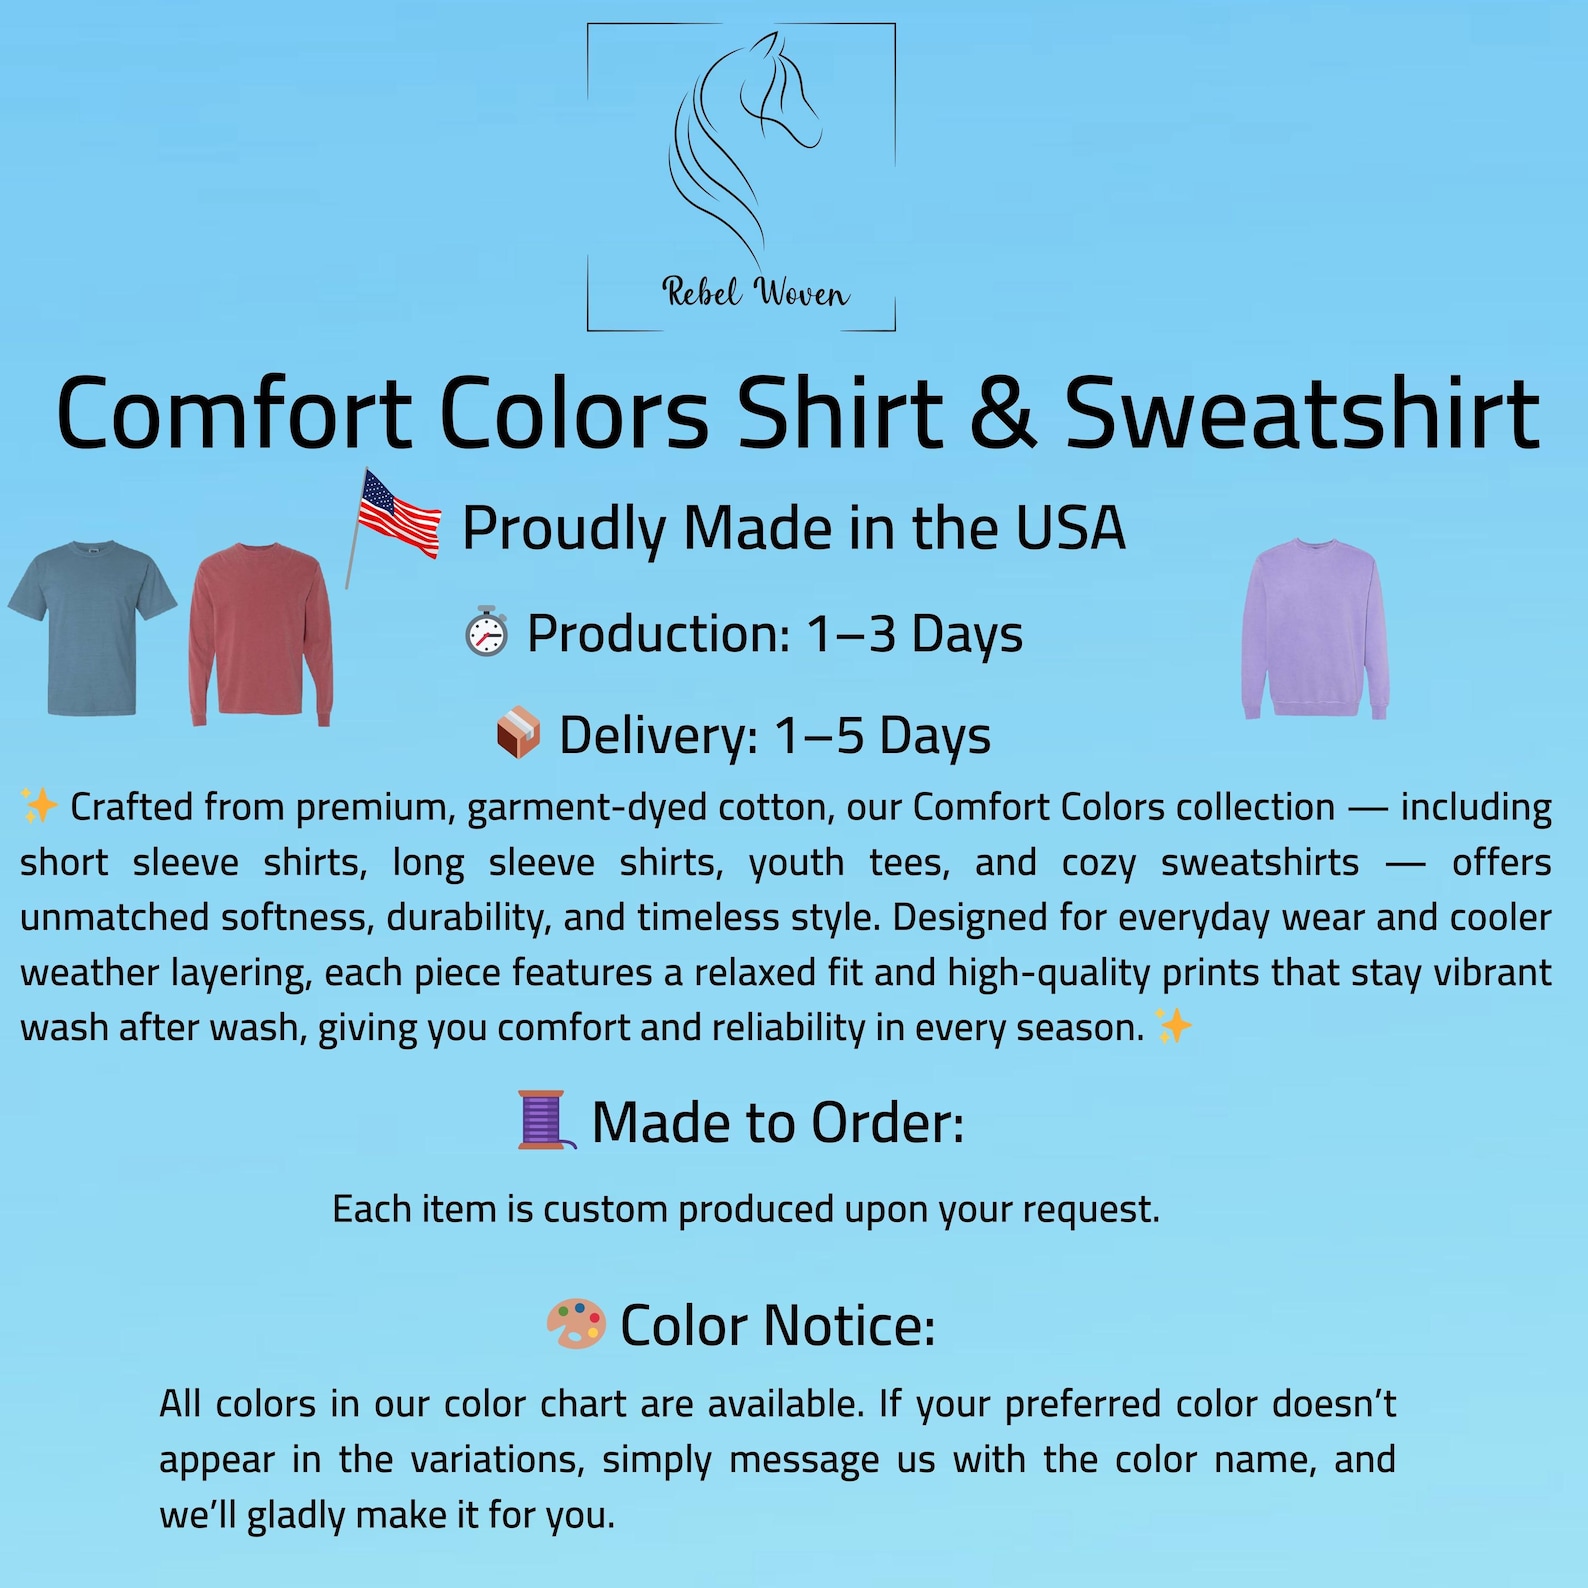 Rebel Woven
Comfort Colors Shirt & Sweatshirt
Proudly Made in the USA
Production: 1–3 Days
Delivery: 1–5 Days
✨ Crafted from premium, garment-dyed cotton, our Comfort Colors collection — including
short sleeve shirts, long sleeve shirts, youth tees, and cozy sweatshirts — offers
unmatched softness, durability, and timeless style. Designed for everyday wear and cooler
weather layering, each piece features a relaxed fit and high-quality prints that stay vibrant
wash after wash, giving you comfort and reliability in every season. ✨
Made to Order:
Each item is custom produced upon your request.
Color Notice:
All colors in our color chart are available. If your preferred color doesn’t
appear in the variations, simply message us with the color name, and
we’ll gladly make it for you.